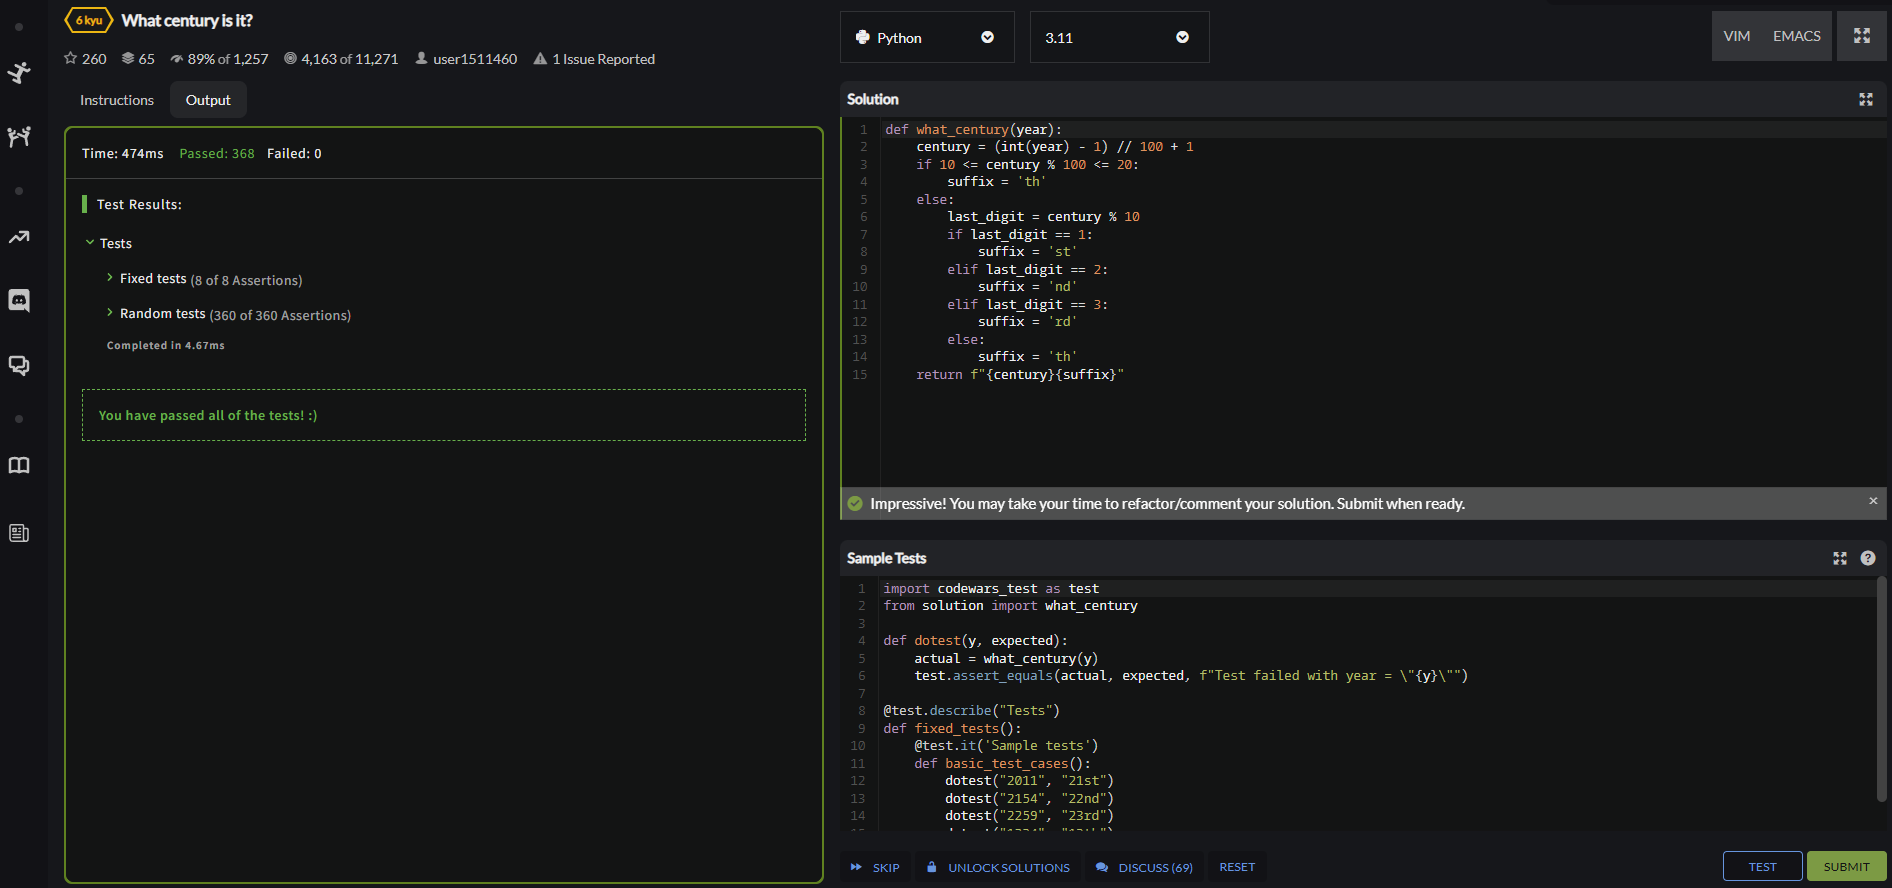 6 kyu What century is it?
260 65 89% of 1,257 4,163 of 11,271 user1511460 1 Issue Reported
Instructions Output
Time: 474ms Passed: 368 Failed: 0
Test Results:
Tests
Fixed tests (8 of 8 Assertions)
Random tests (360 of 360 Assertions)
Completed in 4.67ms
You have passed all of the tests! :)
Python 3.11 VIM EMACS
Solution
1 def what_century(year):
2     century = (int(year) - 1) // 100 + 1
3     if 10 <= century % 100 <= 20:
4         suffix = 'th'
5     else:
6         last_digit = century % 10
7         if last_digit == 1:
8             suffix = 'st'
9         elif last_digit == 2:
10             suffix = 'nd'
11         elif last_digit == 3:
12             suffix = 'rd'
13         else:
14             suffix = 'th'
15     return f"{century}{suffix}"
Impressive! You may take your time to refactor/comment your solution. Submit when ready.
Sample Tests
1 import codewars_test as test
2 from solution import what_century
3
4 def dotest(y, expected):
5     actual = what_century(y)
6     test.assert_equals(actual, expected, f"Test failed with year = \"{y}\"")
7
8 @test.describe("Tests")
9 def fixed_tests():
10     @test.it('Sample tests')
11     def basic_test_cases():
12         dotest("2011", "21st")
13         dotest("2154", "22nd")
14         dotest("2259", "23rd")
SKIP UNLOCK SOLUTIONS DISCUSS (69) RESET TEST SUBMIT